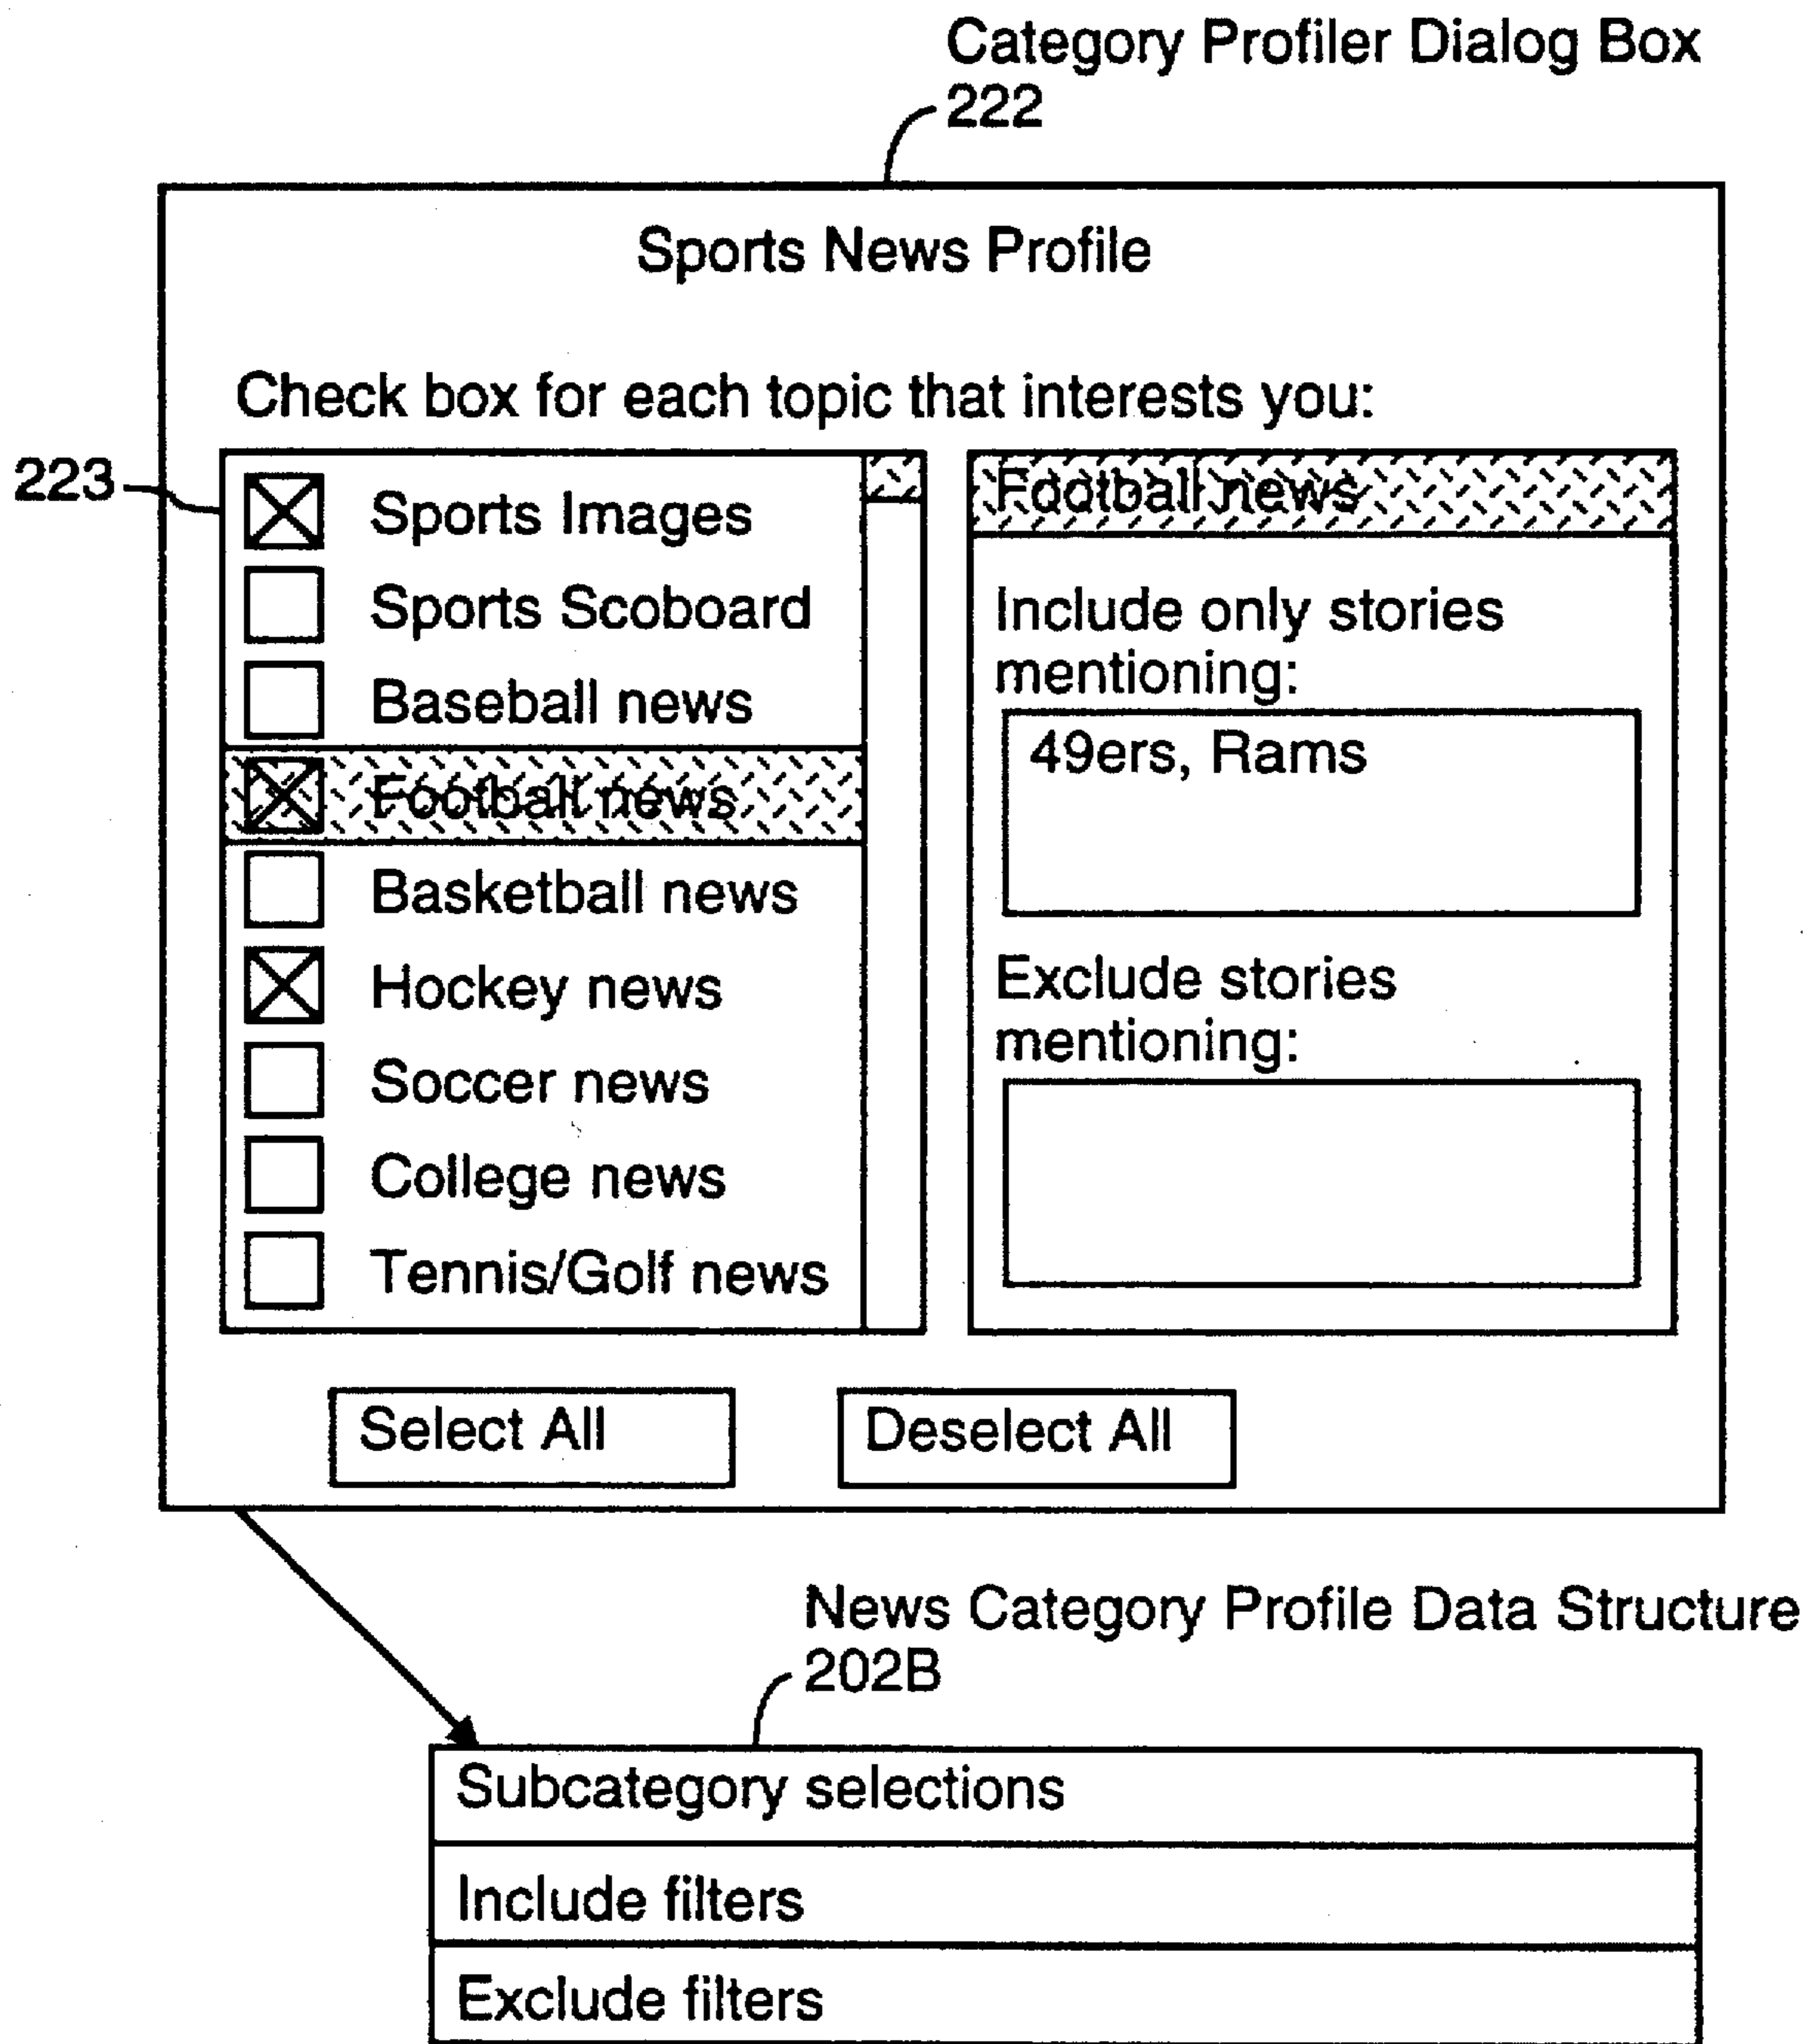 Category Profiler Dialog Box
222
Sports News Profile
Check box for each topic that interests you:
223
Sports Images
Sports Scoboard
Baseball news
Football news
Basketball news
Hockey news
Soccer news
College news
Tennis/Golf news
Football news
Include only stories
mentioning:
49ers, Rams
Exclude stories
mentioning:
Select All
Deselect All
News Category Profile Data Structure
202B
Subcategory selections
Include filters
Exclude filters